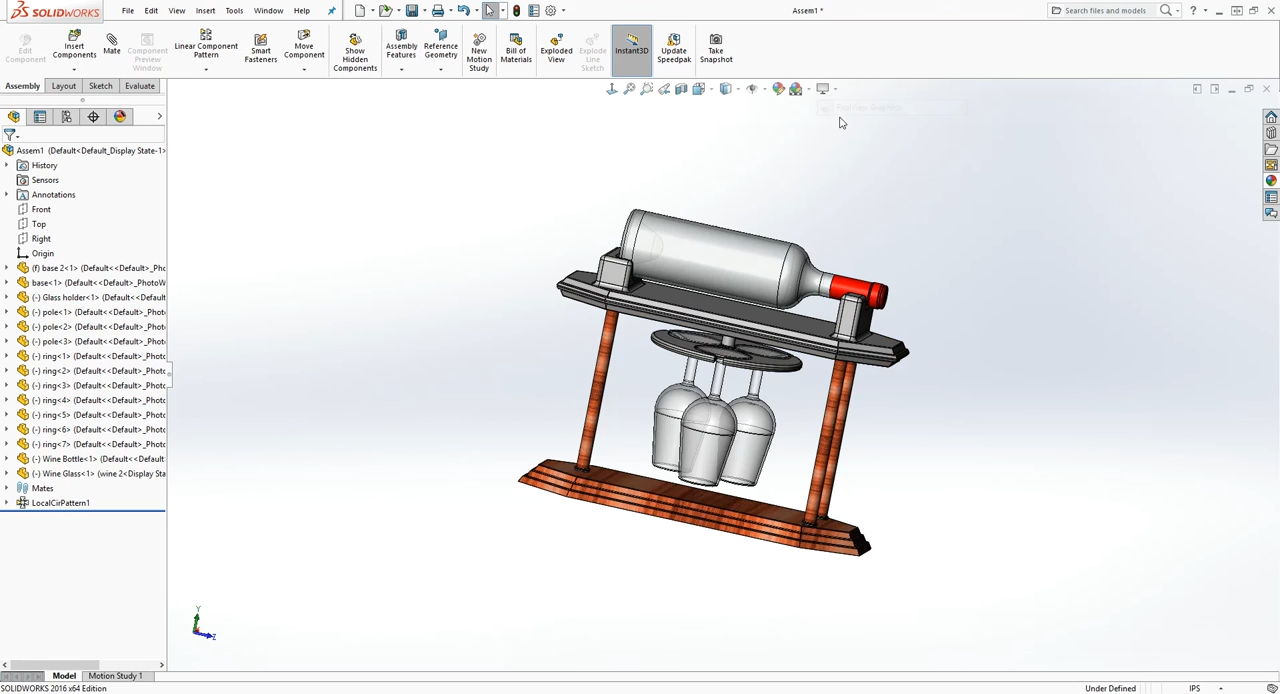 SOLIDWORKS
File Edit View Insert Tools Window Help
Assem1 *
Search files and models
Edit Component
Insert Components
Mate
Component Preview Window
Linear Component Pattern
Smart Fasteners
Move Component
Show Hidden Components
Assembly Features
Reference Geometry
New Motion Study
Bill of Materials
Exploded View
Explode Line Sketch
Instant3D
Update Speedpak
Take Snapshot
Assembly Layout Sketch Evaluate
Assem1 (Default<Default_Display State-1>
History
Sensors
Annotations
Front
Top
Right
Origin
(f) base 2<1> (Default<<Default>_Pho
base<1> (Default<<Default>_PhotoW
(-) Glass holder<1> (Default<<Defaul
(-) pole<1> (Default<<Default>_Photo
(-) pole<2> (Default<<Default>_Photo
(-) pole<3> (Default<<Default>_Photo
(-) ring<1> (Default<<Default>_Photo
(-) ring<2> (Default<<Default>_Photo
(-) ring<3> (Default<<Default>_Photo
(-) ring<4> (Default<<Default>_Photo
(-) ring<5> (Default<<Default>_Photo
(-) ring<6> (Default<<Default>_Photo
(-) ring<7> (Default<<Default>_Photo
(-) Wine Bottle<1> (Default<<Default
(-) Wine Glass<1> (wine 2<Display Sta
Mates
LocalCirPattern1
Y
Z
Model Motion Study 1
SOLIDWORKS 2016 x64 Edition
Under Defined
IPS